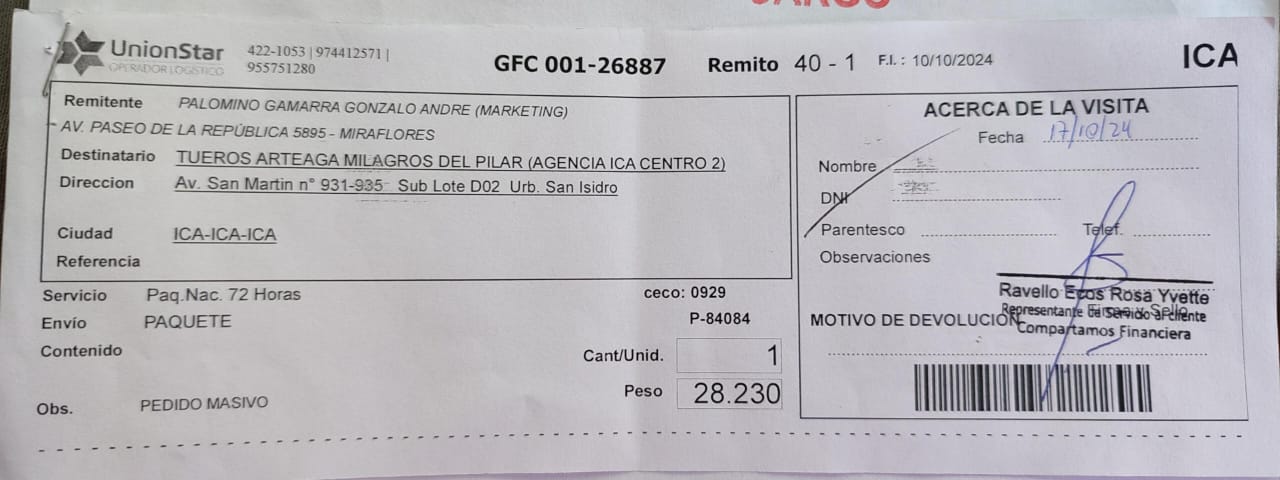 CARGO
UnionStar
OPERADOR LOGÍSTICO
422-1053 | 974412571 |
955751280
GFC 001-26887
Remito 40 - 1
F.I. : 10/10/2024
ICA
Remitente PALOMINO GAMARRA GONZALO ANDRE (MARKETING)
AV. PASEO DE LA REPÚBLICA 5895 - MIRAFLORES
Destinatario TUEROS ARTEAGA MILAGROS DEL PILAR (AGENCIA ICA CENTRO 2)
Direccion Av. San Martin n° 931-935 Sub Lote D02 Urb. San Isidro
Ciudad ICA-ICA-ICA
Referencia
Servicio Paq.Nac. 72 Horas
ceco: 0929
Envío PAQUETE
P-84084
Contenido
Cant/Unid. 1
Peso 28.230
Obs. PEDIDO MASIVO
ACERCA DE LA VISITA
Fecha 17/10/24
Nombre
DNI
Parentesco Telef.
Observaciones
Ravello Ecos Rosa Yvette
Representante de Servicio al cliente
Firma y Sello
Compartamos Financiera
MOTIVO DE DEVOLUCION